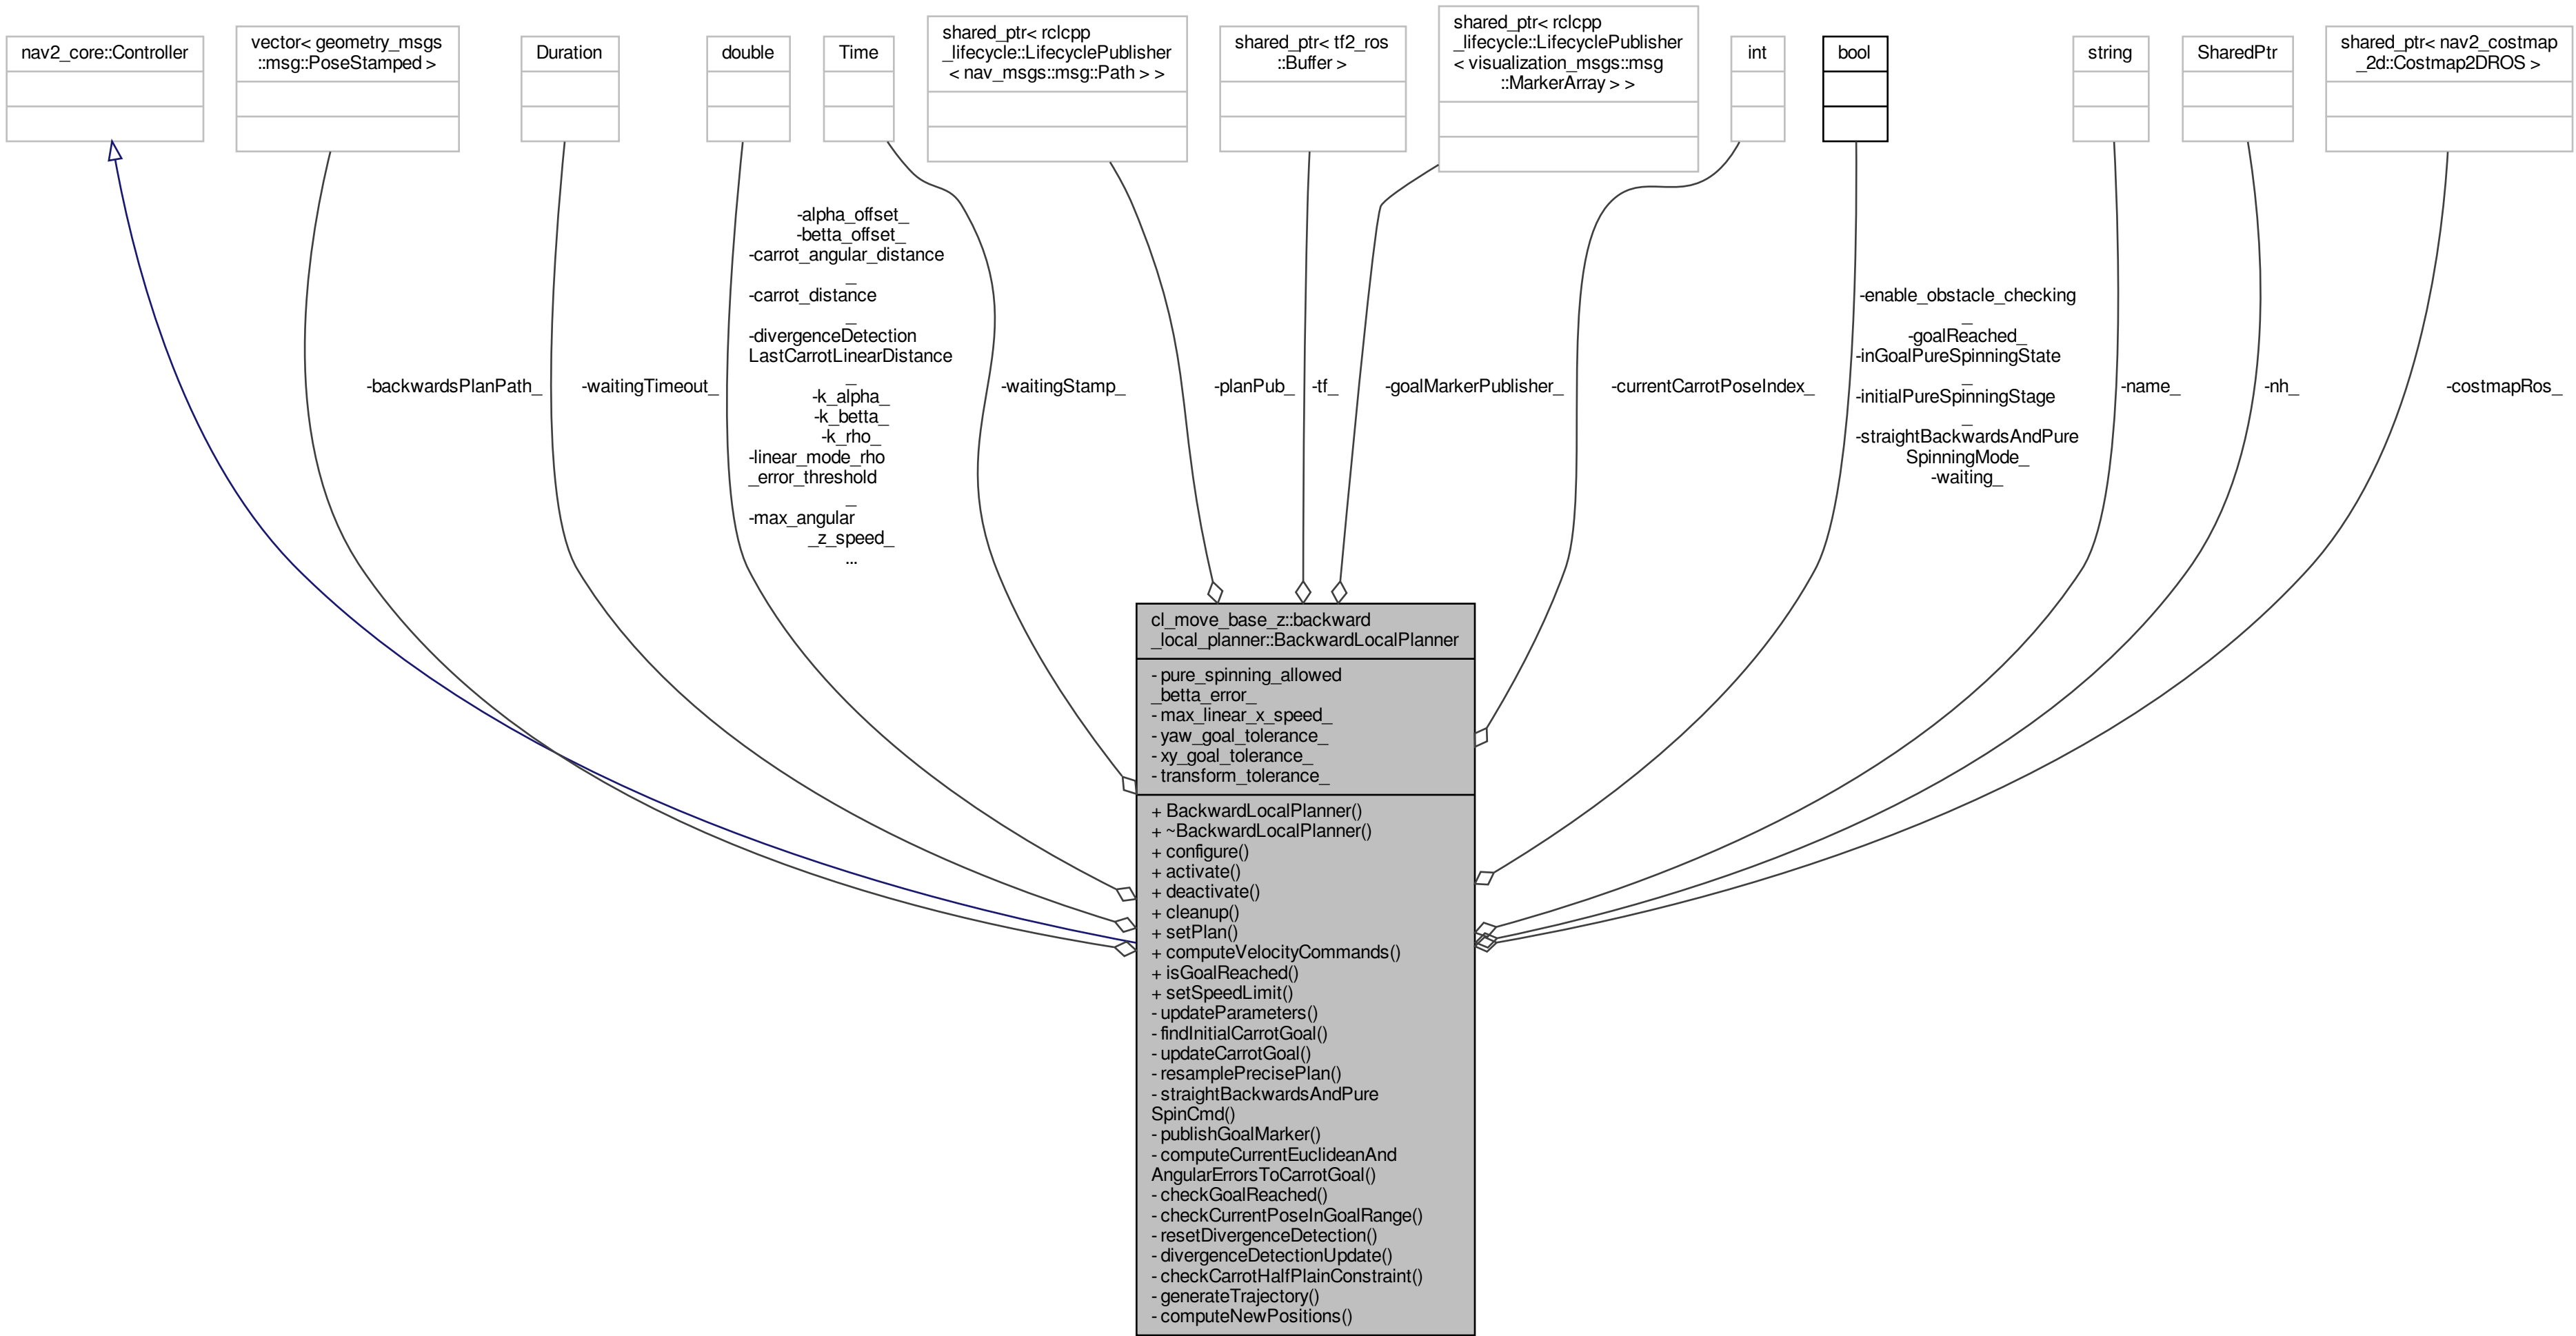 nav2_core::Controller
vector< geometry_msgs
::msg::PoseStamped >
Duration
double
Time
shared_ptr< rclcpp
_lifecycle::LifecyclePublisher
< nav_msgs::msg::Path > >
shared_ptr< tf2_ros
::Buffer >
shared_ptr< rclcpp
_lifecycle::LifecyclePublisher
< visualization_msgs::msg
::MarkerArray > >
int
bool
string
SharedPtr
shared_ptr< nav2_costmap
_2d::Costmap2DROS >
-backwardsPlanPath_
-waitingTimeout_
-alpha_offset_
-betta_offset_
-carrot_angular_distance
_
-carrot_distance
_
-divergenceDetection
LastCarrotLinearDistance
_
-k_alpha_
-k_betta_
-k_rho_
-linear_mode_rho
_error_threshold
_
-max_angular
_z_speed_
...
-waitingStamp_
-planPub_
-tf_
-goalMarkerPublisher_
-currentCarrotPoseIndex_
-enable_obstacle_checking
_
-goalReached_
-inGoalPureSpinningState
_
-initialPureSpinningStage
_
-straightBackwardsAndPure
SpinningMode_
-waiting_
-name_
-nh_
-costmapRos_
cl_move_base_z::backward
_local_planner::BackwardLocalPlanner
- pure_spinning_allowed
_betta_error_
- max_linear_x_speed_
- yaw_goal_tolerance_
- xy_goal_tolerance_
- transform_tolerance_
+ BackwardLocalPlanner()
+ ~BackwardLocalPlanner()
+ configure()
+ activate()
+ deactivate()
+ cleanup()
+ setPlan()
+ computeVelocityCommands()
+ isGoalReached()
+ setSpeedLimit()
- updateParameters()
- findInitialCarrotGoal()
- updateCarrotGoal()
- resamplePrecisePlan()
- straightBackwardsAndPure
SpinCmd()
- publishGoalMarker()
- computeCurrentEuclideanAnd
AngularErrorsToCarrotGoal()
- checkGoalReached()
- checkCurrentPoseInGoalRange()
- resetDivergenceDetection()
- divergenceDetectionUpdate()
- checkCarrotHalfPlainConstraint()
- generateTrajectory()
- computeNewPositions()